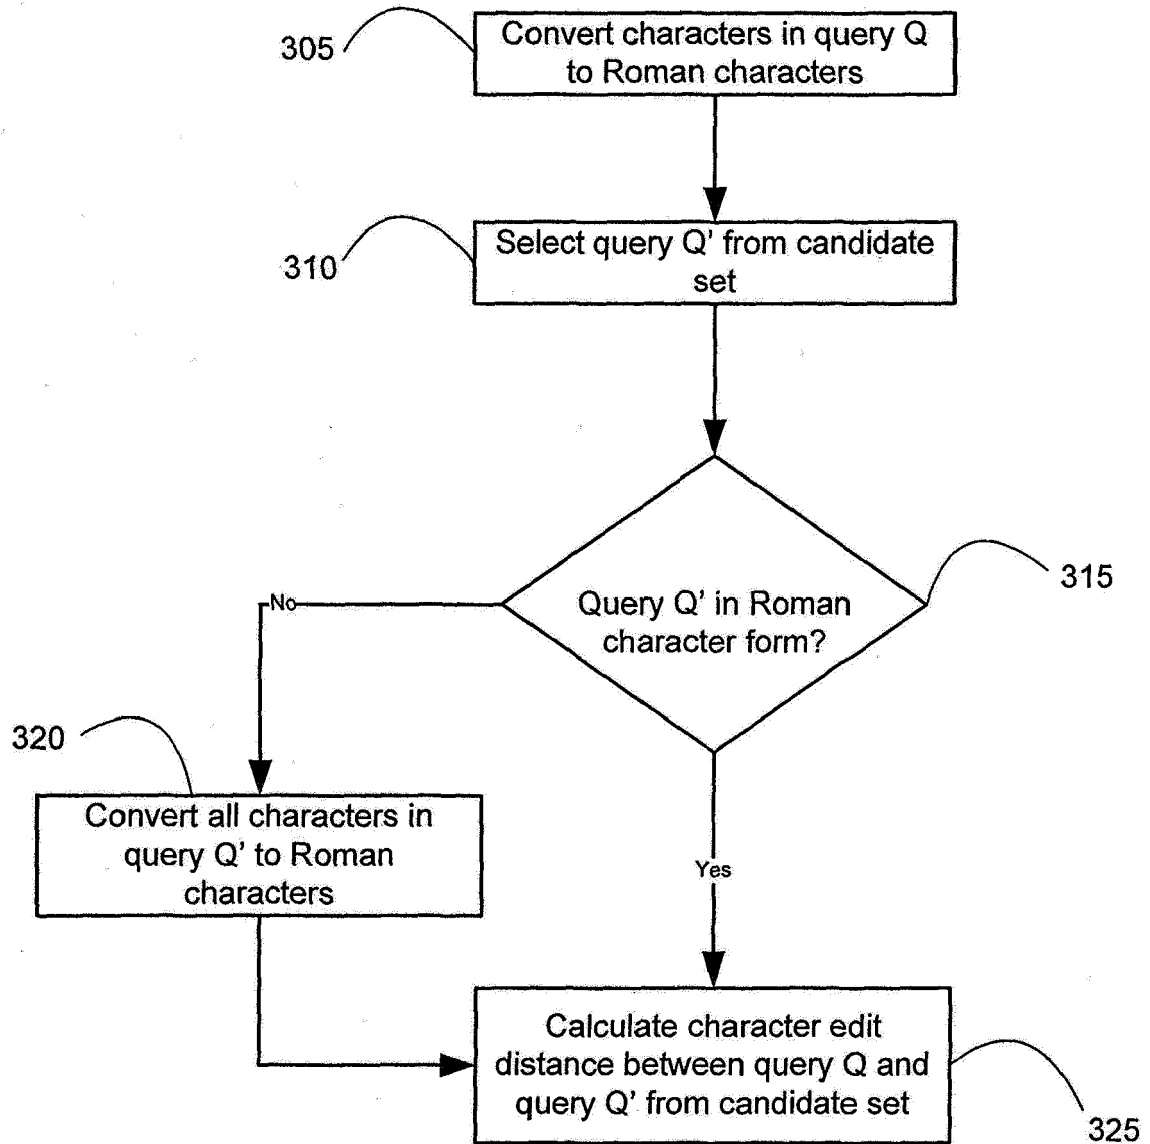 305
Convert characters in query Q
to Roman characters
310
Select query Q' from candidate
set
315
Query Q' in Roman
character form?
No
320
Convert all characters in
query Q' to Roman
characters
Yes
Calculate character edit
distance between query Q and
query Q' from candidate set
325